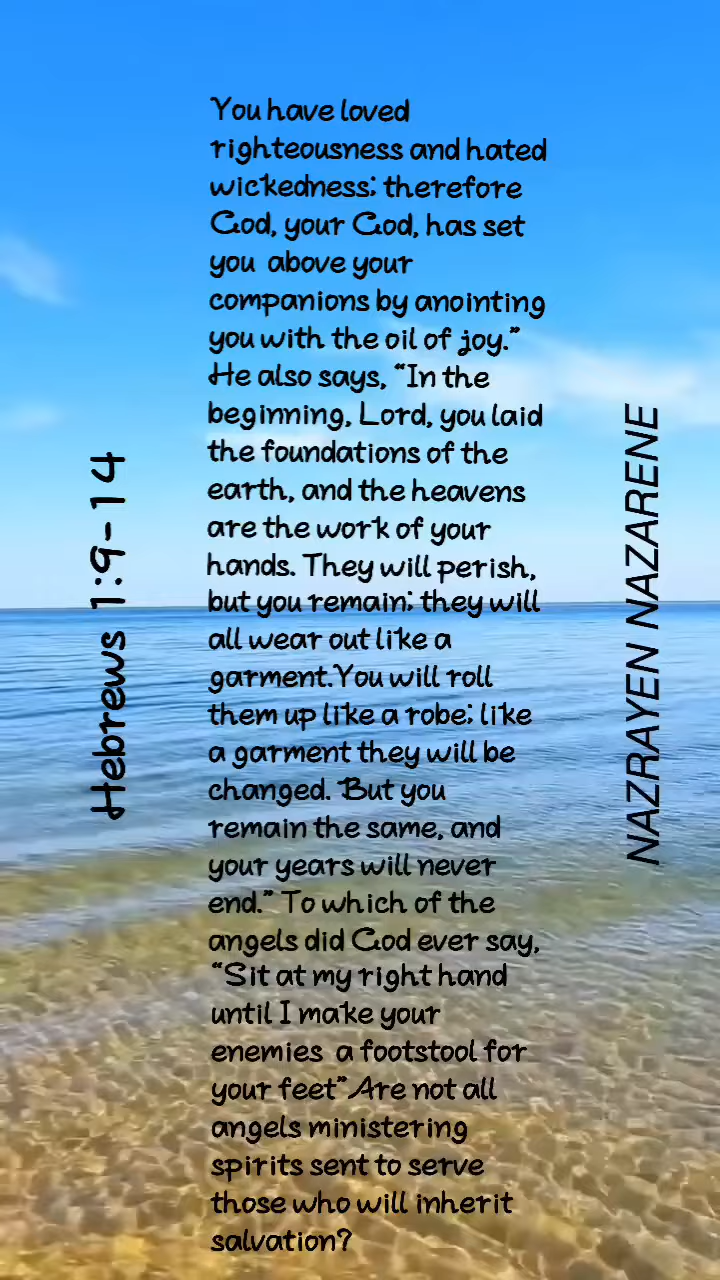 You have loved
righteousness and hated
wickedness; therefore
God, your God, has set
you above your
companions by anointing
you with the oil of joy.”
He also says, “In the
beginning, Lord, you laid
the foundations of the
earth, and the heavens
are the work of your
hands. They will perish,
but you remain; they will
all wear out like a
garment.You will roll
them up like a robe; like
a garment they will be
changed. But you
remain the same, and
your years will never
end.” To which of the
angels did God ever say,
“Sit at my right hand
until I make your
enemies a footstool for
your feet”Are not all
angels ministering
spirits sent to serve
those who will inherit
salvation?
Hebrews 1:9-14
NAZRAYEN NAZARENE